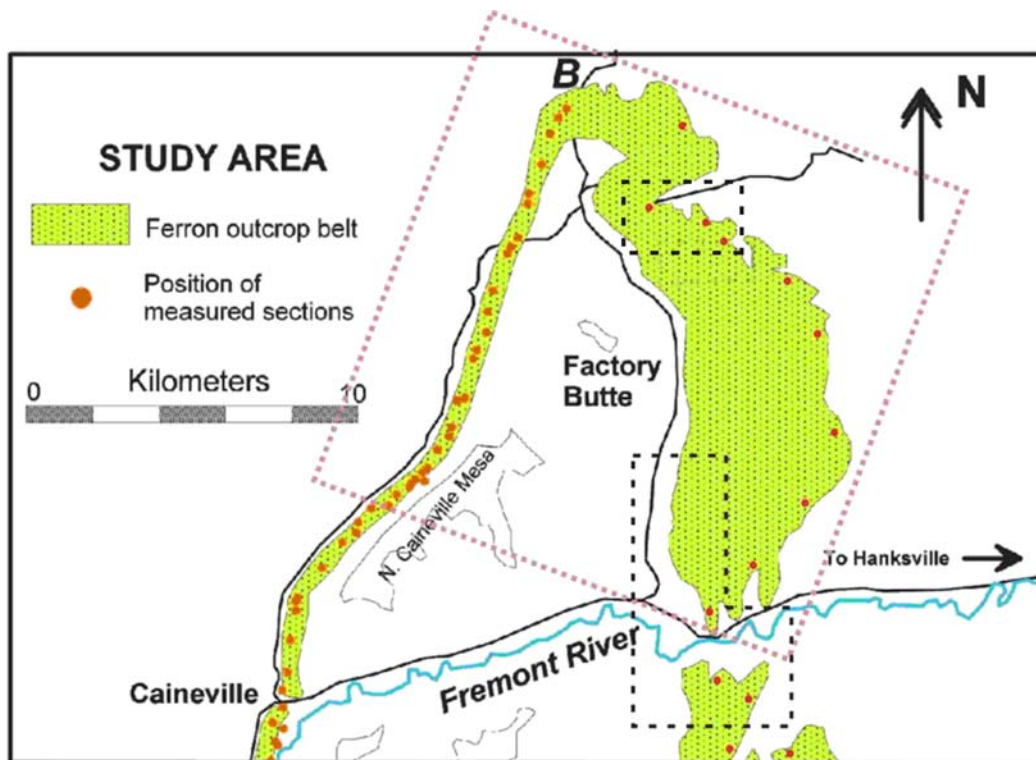 B
N
STUDY AREA
Ferron outcrop belt
Position of
measured sections
Kilometers
0 10
Factory
Butte
N. Caineville Mesa
To Hanksville
Fremont River
Caineville